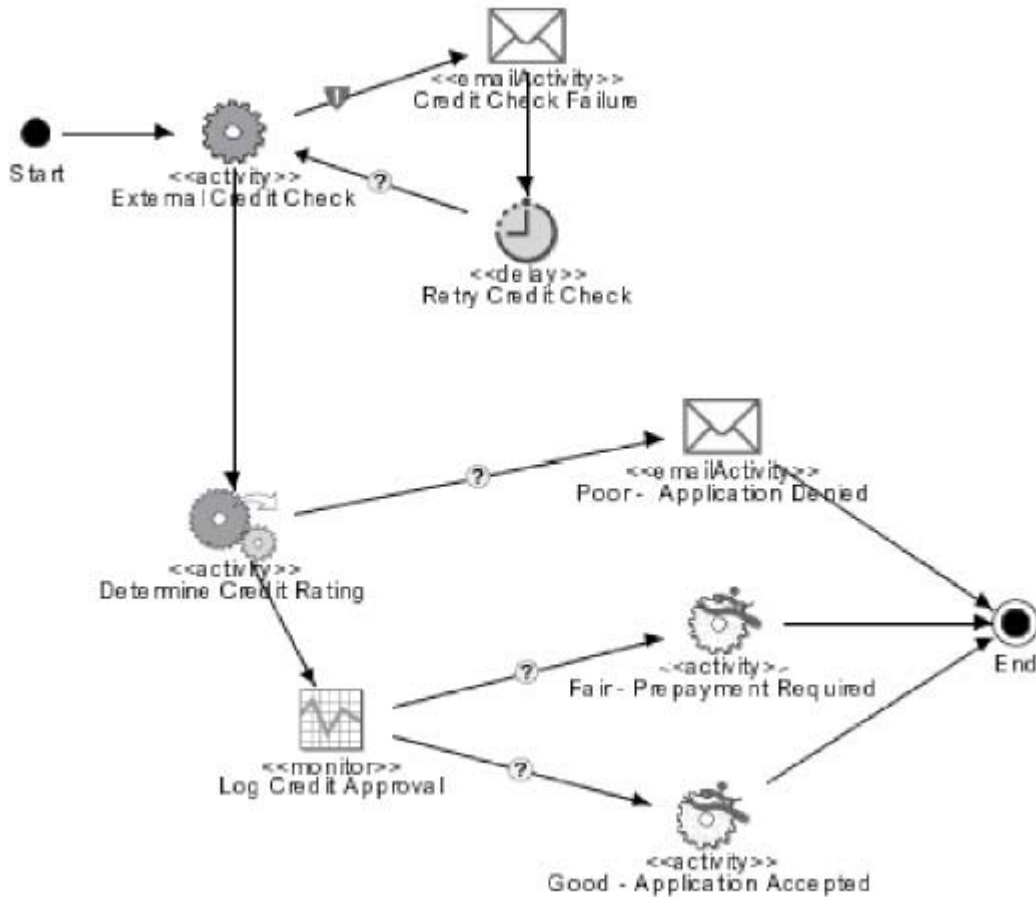 <<emailActivity>>
Credit Check Failure
Start
<<activity>>
External Credit Check
?
<<delay>>
Retry Credit Check
<<emailActivity>>
Poor - Application Denied
?
<<activity>>
Determine Credit Rating
<<activity>>
Fair - Prepayment Required
End
?
<<monitor>>
Log Credit Approval
?
<<activity>>
Good - Application Accepted